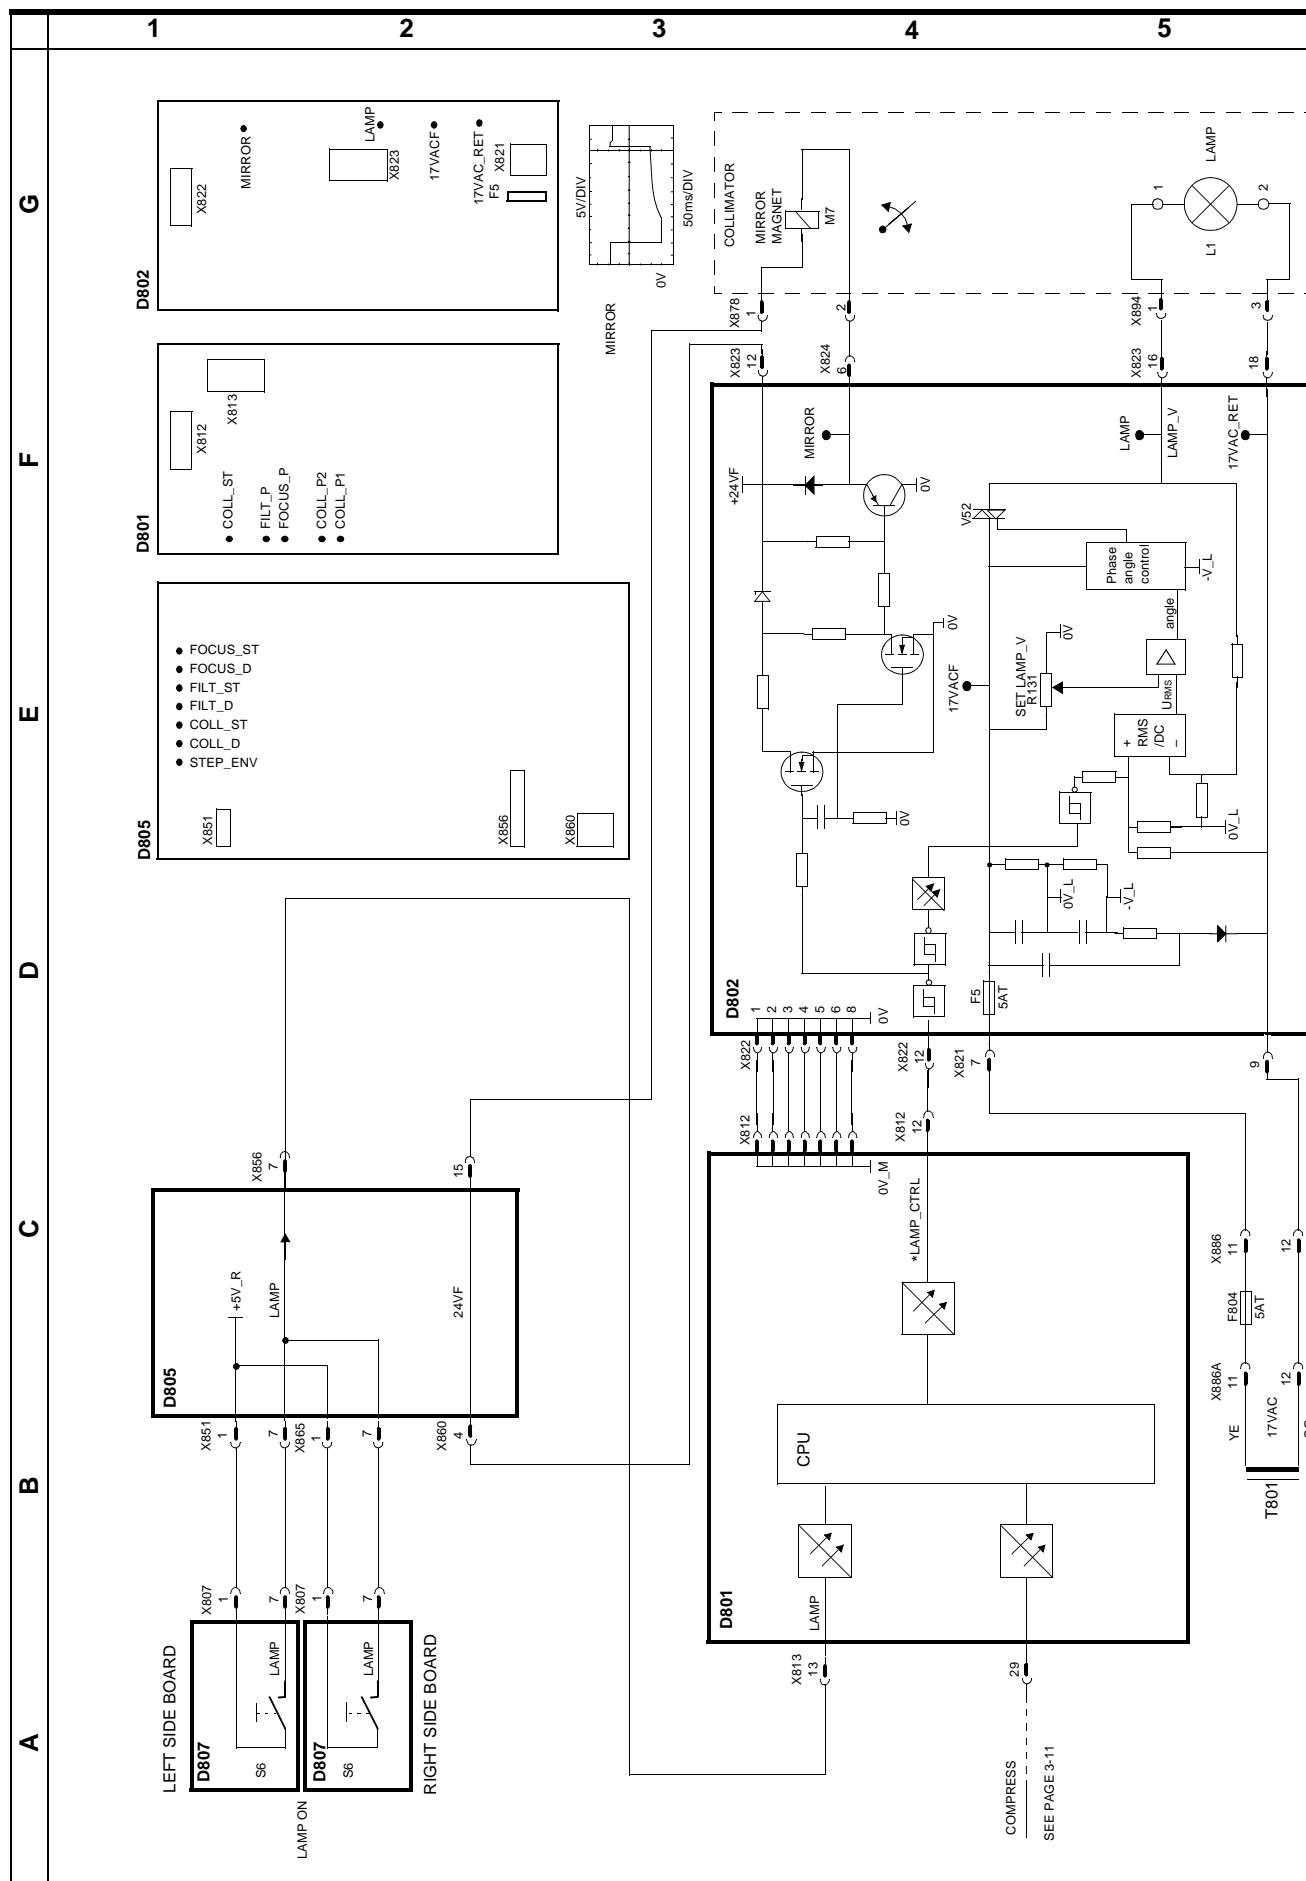 1 2 3 4 5
G
F
E
D
C
B
A
D802
X822
MIRROR
LAMP
X823
17VACF
17VAC_RET
F5
X821
D801
X812
X813
COLL_ST
FILT_P
FOCUS_P
COLL_P2
COLL_P1
D805
FOCUS_ST
FOCUS_D
FILT_ST
FILT_D
COLL_ST
COLL_D
STEP_ENV
X851
X856
X860
MIRROR
5V/DIV
50ms/DIV
0V
COLLIMATOR
MIRROR
MAGNET
M7
LAMP
L1
1
2
X878
1
2
X894
1
3
X823
12
X824
6
X823
16
18
MIRROR
+24VF
0V
LAMP
LAMP_V
17VAC_RET
V52
Phase
angle
control
-V_L
angle
URMS
RMS
/DC
+
–
0V
0V
17VACF
SET LAMP_V
R131
0V
0V_L
0V_L
-V_L
F5
5AT
D802
1
2
3
4
5
6
8
0V
X822
X822
12
X821
7
9
X812
X812
12
0V_M
*LAMP_CTRL
CPU
D801
LAMP
X813
13
29
COMPRESS
SEE PAGE 3-11
X886
11
12
F804
5AT
X886A
11
12
YE
17VAC
T801
D805
+5V_R
LAMP
24VF
X856
7
15
X851
1
7
X865
1
7
X860
4
X807
1
7
X807
1
7
LEFT SIDE BOARD
D807
S6
LAMP
D807
S6
LAMP
RIGHT SIDE BOARD
LAMP ON